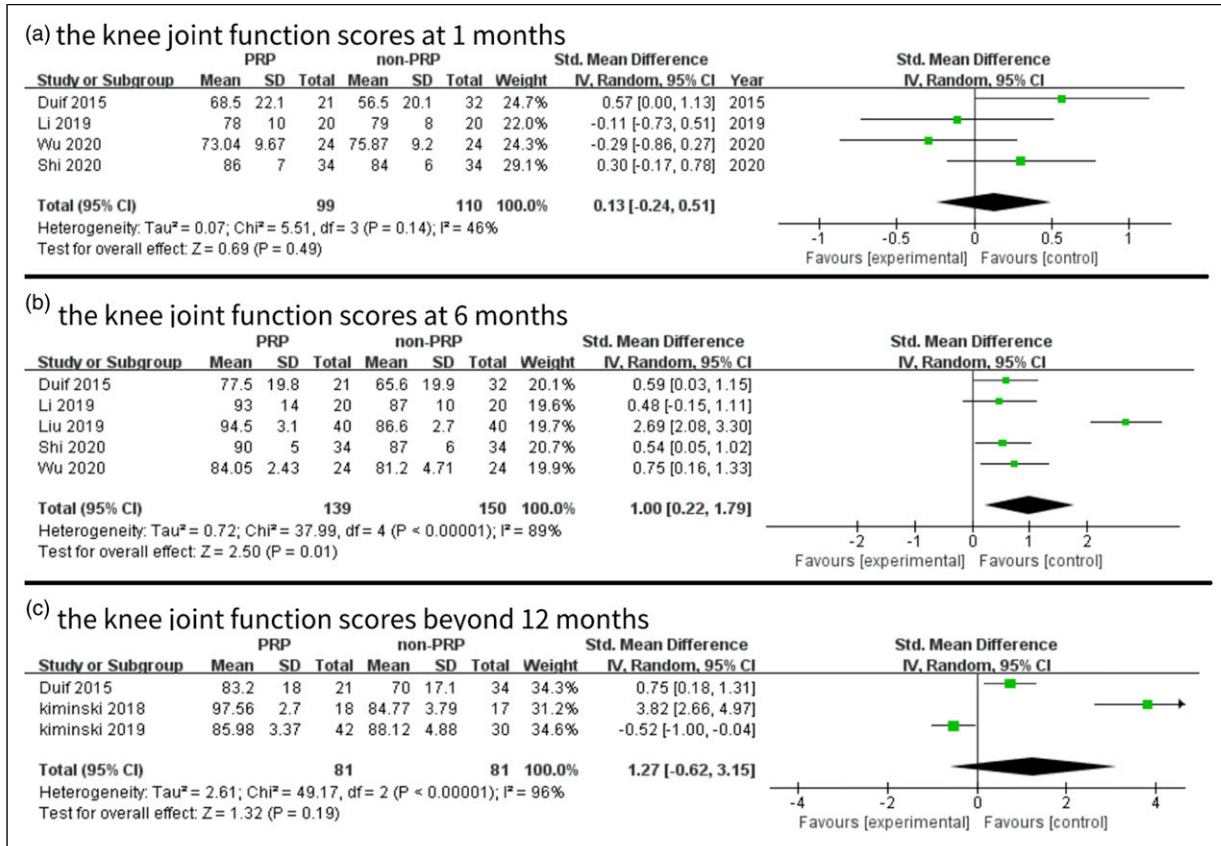 (a) the knee joint function scores at 1 months
PRP non-PRP Std. Mean Difference Std. Mean Difference
Study or Subgroup Mean SD Total Mean SD Total Weight IV, Random, 95% CI Year IV, Random, 95% CI
Duif 2015 68.5 22.1 21 56.5 20.1 32 24.7% 0.57 [0.00, 1.13] 2015
Li 2019 78 10 20 79 8 20 22.0% -0.11 [-0.73, 0.51] 2019
Wu 2020 73.04 9.67 24 75.87 9.2 24 24.3% -0.29 [-0.86, 0.27] 2020
Shi 2020 86 7 34 84 6 34 29.1% 0.30 [-0.17, 0.78] 2020
Total (95% CI) 99 110 100.0% 0.13 [-0.24, 0.51]
Heterogeneity: Tau² = 0.07; Chi² = 5.51, df = 3 (P = 0.14); I² = 46%
Test for overall effect: Z = 0.69 (P = 0.49)
-1 -0.5 0 0.5 1
Favours [experimental] Favours [control]
(b) the knee joint function scores at 6 months
PRP non-PRP Std. Mean Difference Std. Mean Difference
Study or Subgroup Mean SD Total Mean SD Total Weight IV, Random, 95% CI IV, Random, 95% CI
Duif 2015 77.5 19.8 21 65.6 19.9 32 20.1% 0.59 [0.03, 1.15]
Li 2019 93 14 20 87 10 20 19.6% 0.48 [-0.15, 1.11]
Liu 2019 94.5 3.1 40 86.6 2.7 40 19.7% 2.69 [2.08, 3.30]
Shi 2020 90 5 34 87 6 34 20.7% 0.54 [0.05, 1.02]
Wu 2020 84.05 2.43 24 81.2 4.71 24 19.9% 0.75 [0.16, 1.33]
Total (95% CI) 139 150 100.0% 1.00 [0.22, 1.79]
Heterogeneity: Tau² = 0.72; Chi² = 37.99, df = 4 (P < 0.00001); I² = 89%
Test for overall effect: Z = 2.50 (P = 0.01)
-2 -1 0 1 2
Favours [experimental] Favours [control]
(c) the knee joint function scores beyond 12 months
PRP non-PRP Std. Mean Difference Std. Mean Difference
Study or Subgroup Mean SD Total Mean SD Total Weight IV, Random, 95% CI IV, Random, 95% CI
Duif 2015 83.2 18 21 70 17.1 34 34.3% 0.75 [0.18, 1.31]
kiminski 2018 97.56 2.7 18 84.77 3.79 17 31.2% 3.82 [2.66, 4.97]
kiminski 2019 85.98 3.37 42 88.12 4.88 30 34.6% -0.52 [-1.00, -0.04]
Total (95% CI) 81 81 100.0% 1.27 [-0.62, 3.15]
Heterogeneity: Tau² = 2.61; Chi² = 49.17, df = 2 (P < 0.00001); I² = 96%
Test for overall effect: Z = 1.32 (P = 0.19)
-4 -2 0 2 4
Favours [experimental] Favours [control]